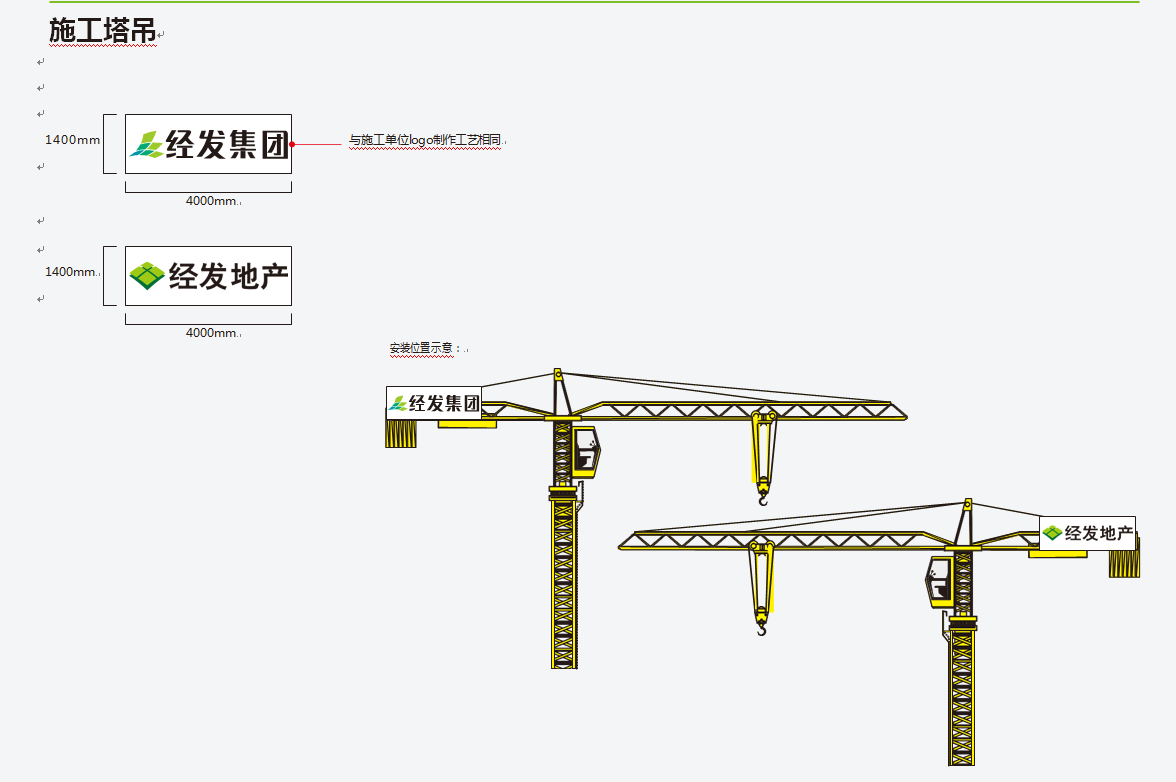 施工塔吊
1400mm
经发集团
与施工单位logo制作工艺相同
4000mm
1400mm
经发地产
4000mm
安装位置示意：
经发集团
经发地产